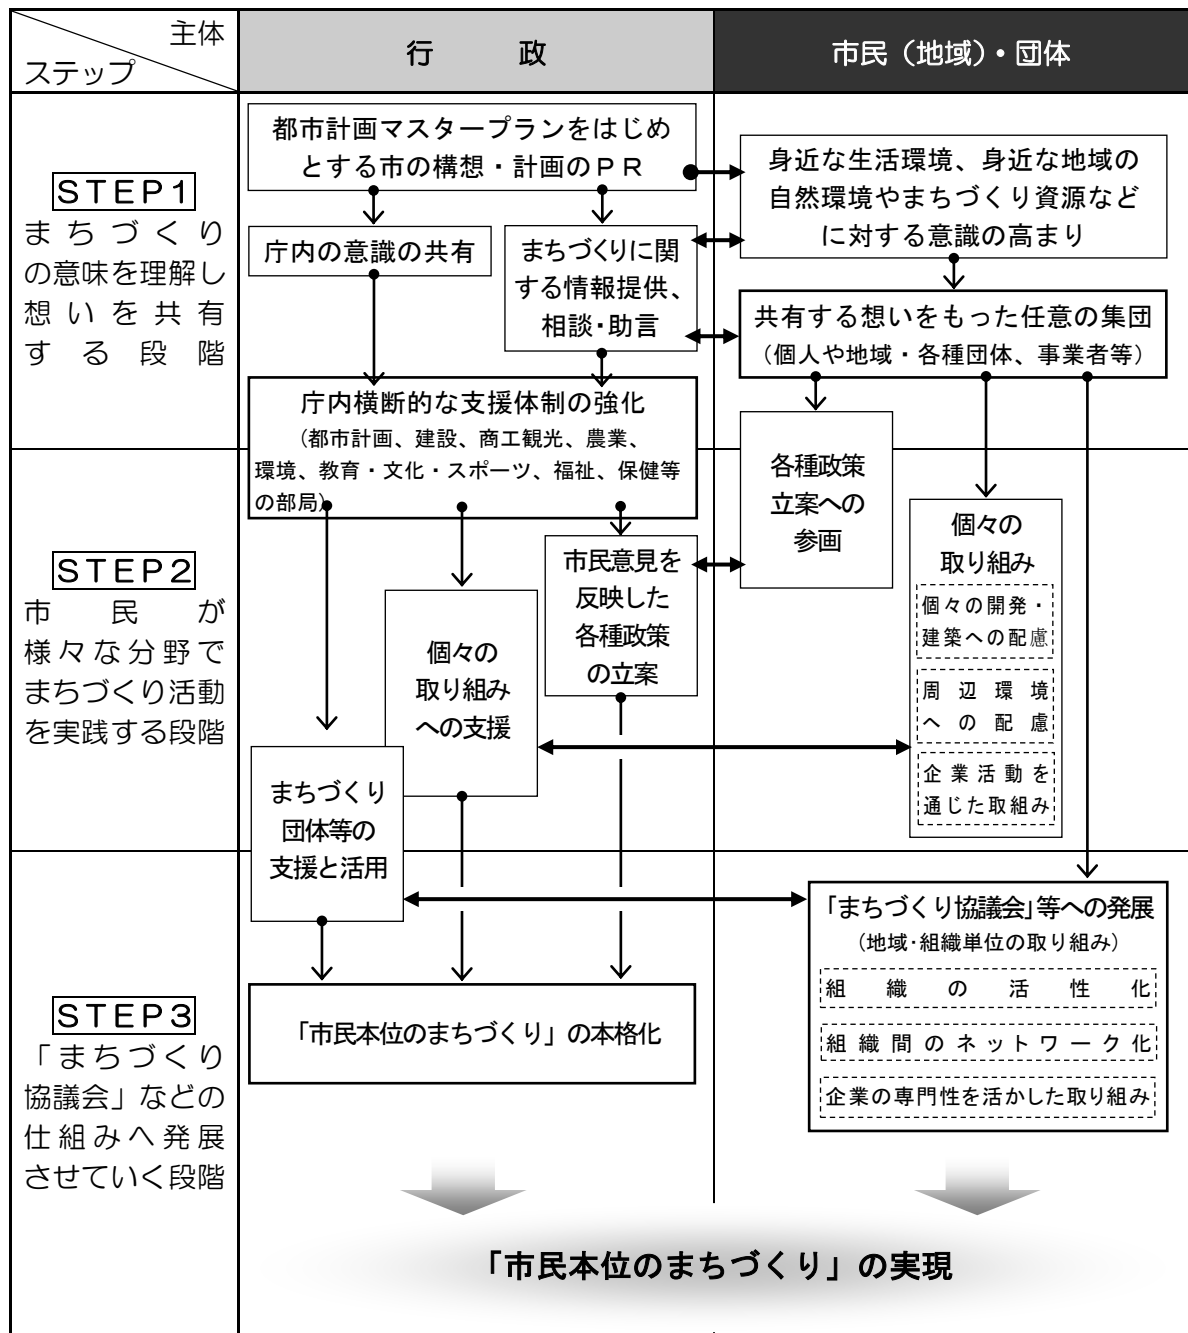 主体
ステップ
行　政
市民（地域）・団体
STEP1
まちづくり
の意味を理解し
想いを共有
する段階
都市計画マスタープランをはじめ
とする市の構想・計画のＰＲ
庁内の意識の共有
まちづくりに関
する情報提供、
相談・助言
身近な生活環境、身近な地域の
自然環境やまちづくり資源など
に対する意識の高まり
共有する想いをもった任意の集団
（個人や地域・各種団体、事業者等）
庁内横断的な支援体制の強化
（都市計画、建設、商工観光、農業、
環境、教育・文化・スポーツ、福祉、保健等
の部局）
STEP2
市民が
様々な分野で
まちづくり活動
を実践する段階
市民意見を
反映した
各種政策
の立案
個々の
取り組み
への支援
まちづくり
団体等の
支援と活用
各種政策
立案への
参画
個々の
取り組み
個々の開発・
建築への配慮
周辺環境
への配慮
企業活動を
通じた取組み
STEP3
「まちづくり
協議会」などの
仕組みへ発展
させていく段階
「市民本位のまちづくり」の本格化
「まちづくり協議会」等への発展
（地域・組織単位の取り組み）
組織の活性化
組織間のネットワーク化
企業の専門性を活かした取り組み
「市民本位のまちづくり」の実現